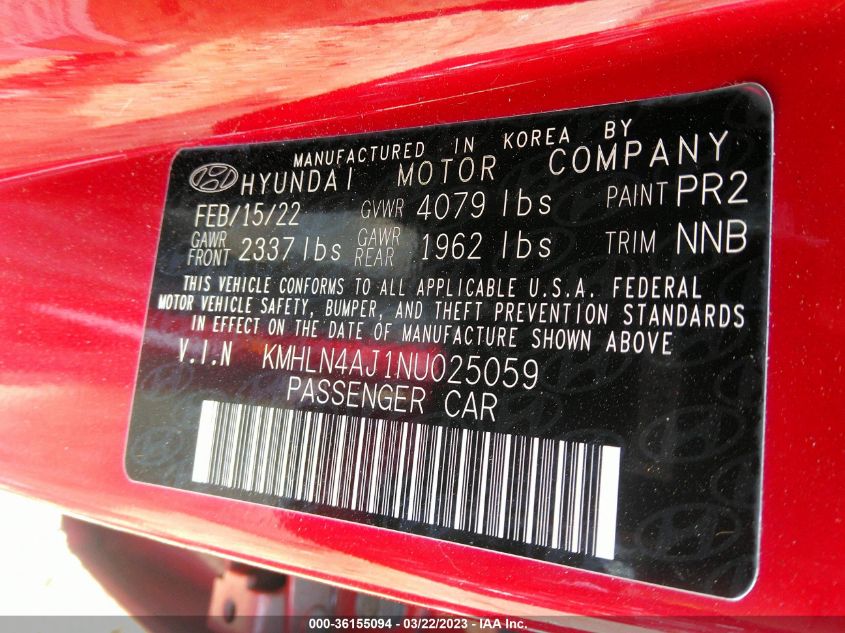 MANUFACTURED IN KOREA BY
HYUNDAI MOTOR COMPANY
FEB/15/22 GVWR 4079 lbs PAINT PR2
GAWR FRONT 2337 lbs GAWR REAR 1962 lbs TRIM NNB
THIS VEHICLE CONFORMS TO ALL APPLICABLE U.S.A. FEDERAL
MOTOR VEHICLE SAFETY, BUMPER, AND THEFT PREVENTION STANDARDS
IN EFFECT ON THE DATE OF MANUFACTURE SHOWN ABOVE
V.I.N KMHLN4AJ1NU025059
PASSENGER CAR
000-36155094 - 03/22/2023 - IAA Inc.